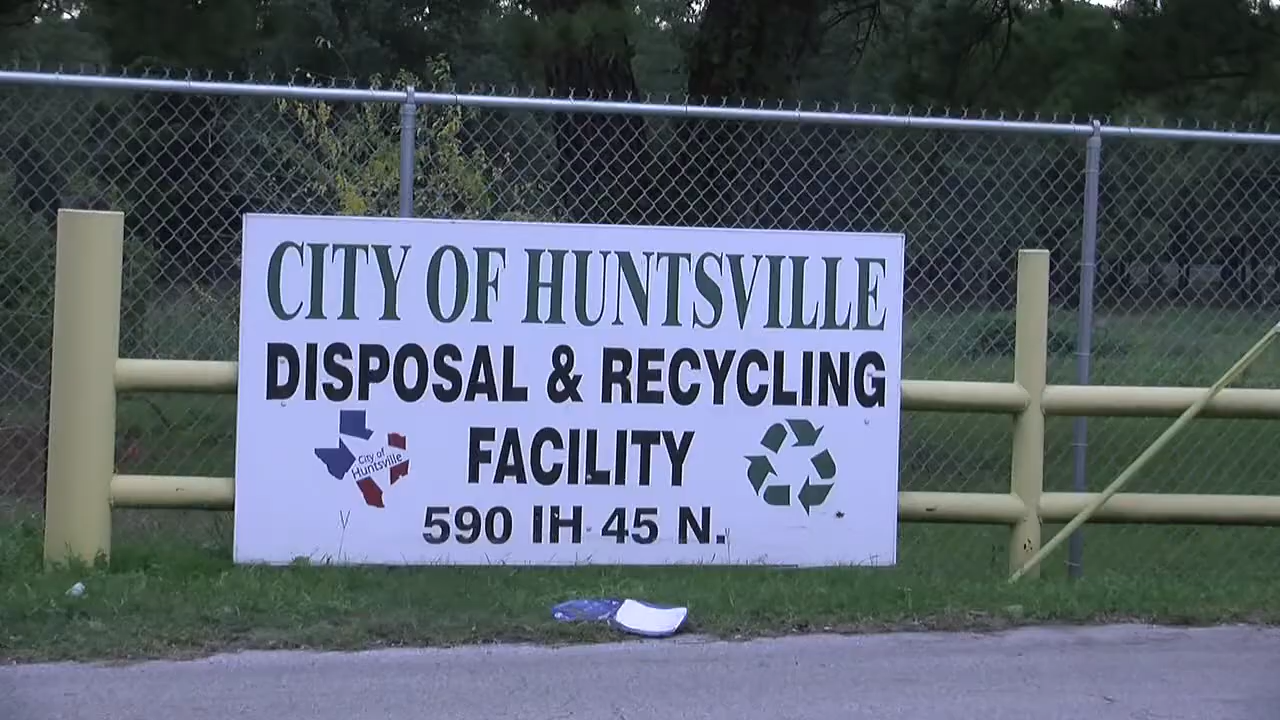 CITY OF HUNTSVILLE
DISPOSAL & RECYCLING
FACILITY
City of
Huntsville
590 IH 45 N.